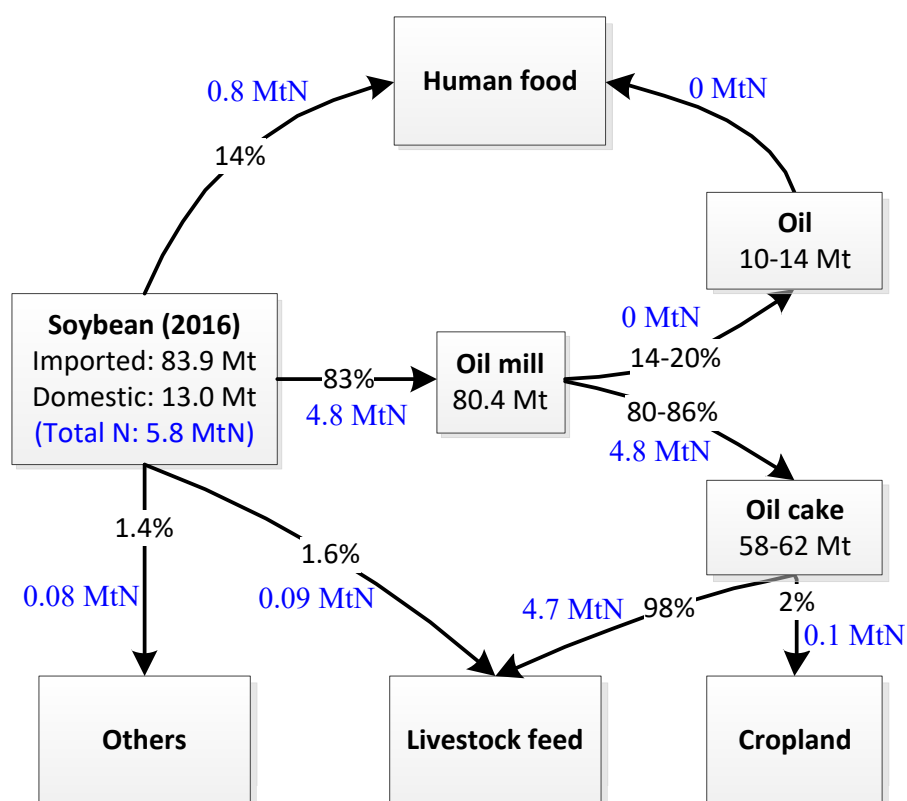 Human food
0.8 MtN
0 MtN
14%
Oil
10-14 Mt
Soybean (2016)
Imported: 83.9 Mt
Domestic: 13.0 Mt
(Total N: 5.8 MtN)
83%
4.8 MtN
Oil mill
80.4 Mt
0 MtN
14-20%
80-86%
4.8 MtN
Oil cake
58-62 Mt
1.4%
0.08 MtN
1.6%
0.09 MtN
4.7 MtN
98%
2%
0.1 MtN
Others
Livestock feed
Cropland